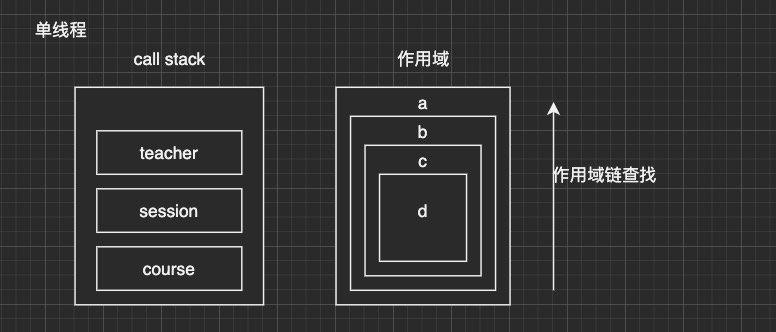 单线程
call stack
作用域
teacher
session
course
a
b
c
d
作用域链查找